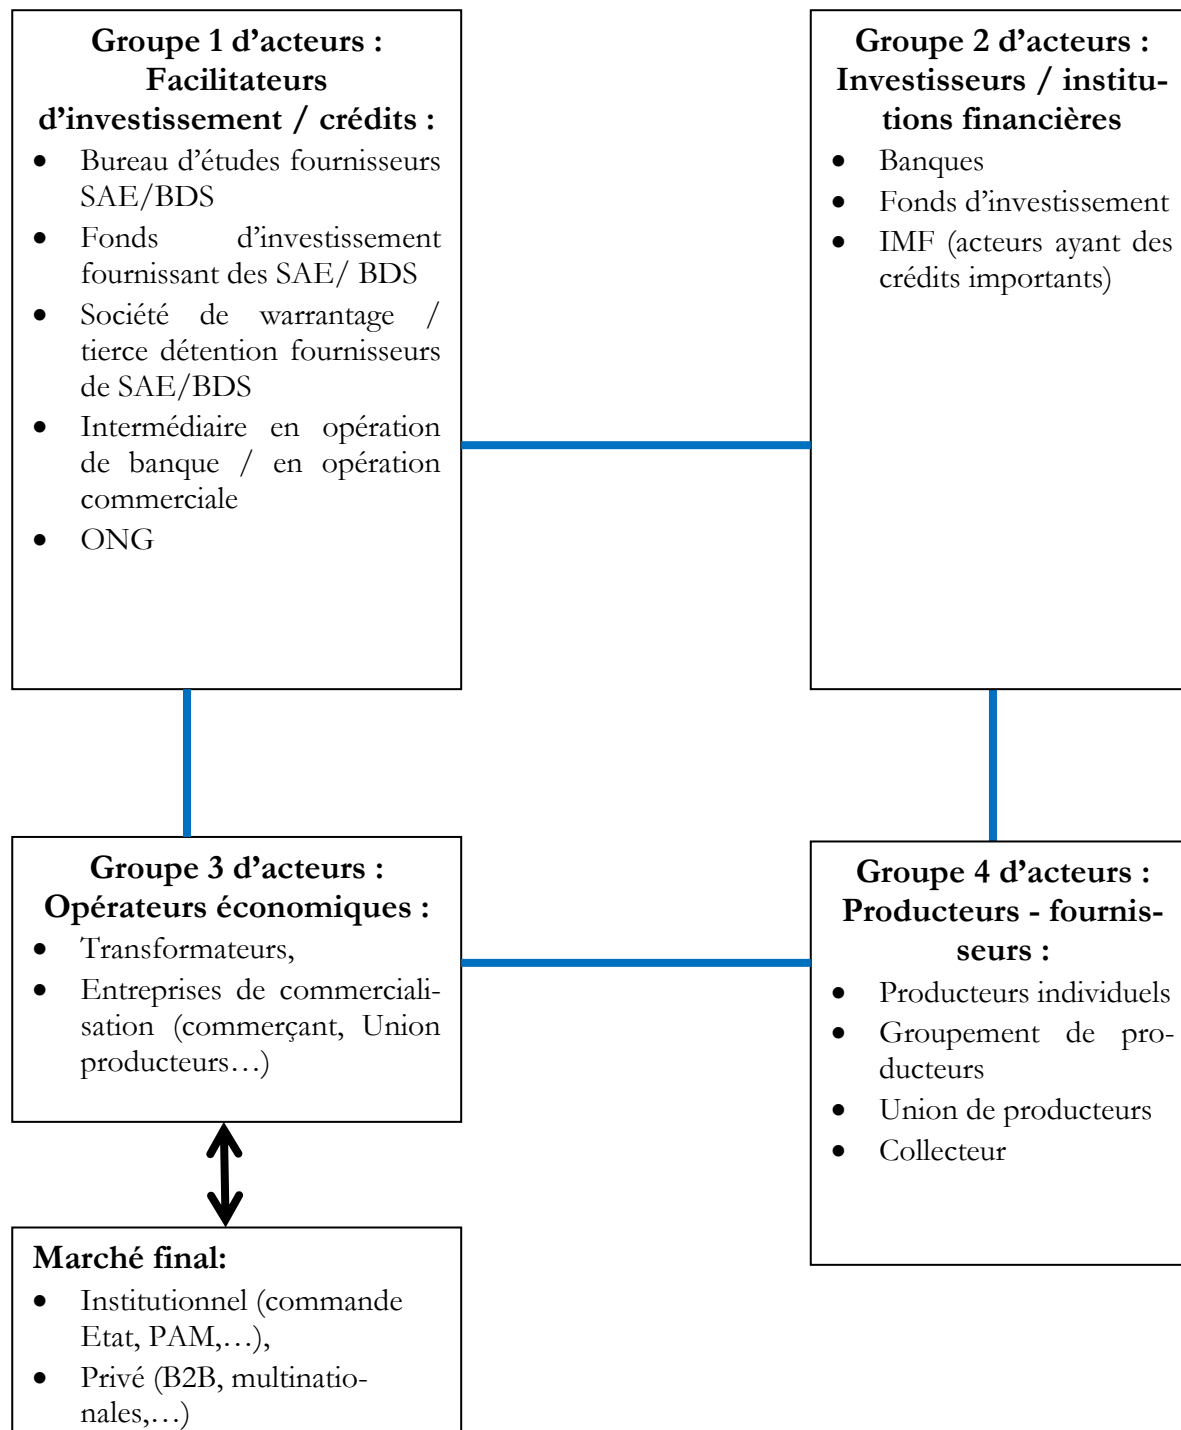 Groupe 1 d’acteurs :
Facilitateurs
d’investissement / crédits :
• Bureau d’études fournisseurs
SAE/BDS
• Fonds d’investissement
fournissant des SAE/ BDS
• Société de warrantage /
tierce détention fournisseurs
de SAE/BDS
• Intermédiaire en opération
de banque / en opération
commerciale
• ONG
Groupe 2 d’acteurs :
Investisseurs / institu-
tions financières
• Banques
• Fonds d’investissement
• IMF (acteurs ayant des
crédits importants)
Groupe 3 d’acteurs :
Opérateurs économiques :
• Transformateurs,
• Entreprises de commerciali-
sation (commerçant, Union
producteurs…)
Groupe 4 d’acteurs :
Producteurs - fournis-
seurs :
• Producteurs individuels
• Groupement de pro-
ducteurs
• Union de producteurs
• Collecteur
Marché final:
• Institutionnel (commande
Etat, PAM,…),
• Privé (B2B, multinatio-
nales,…)